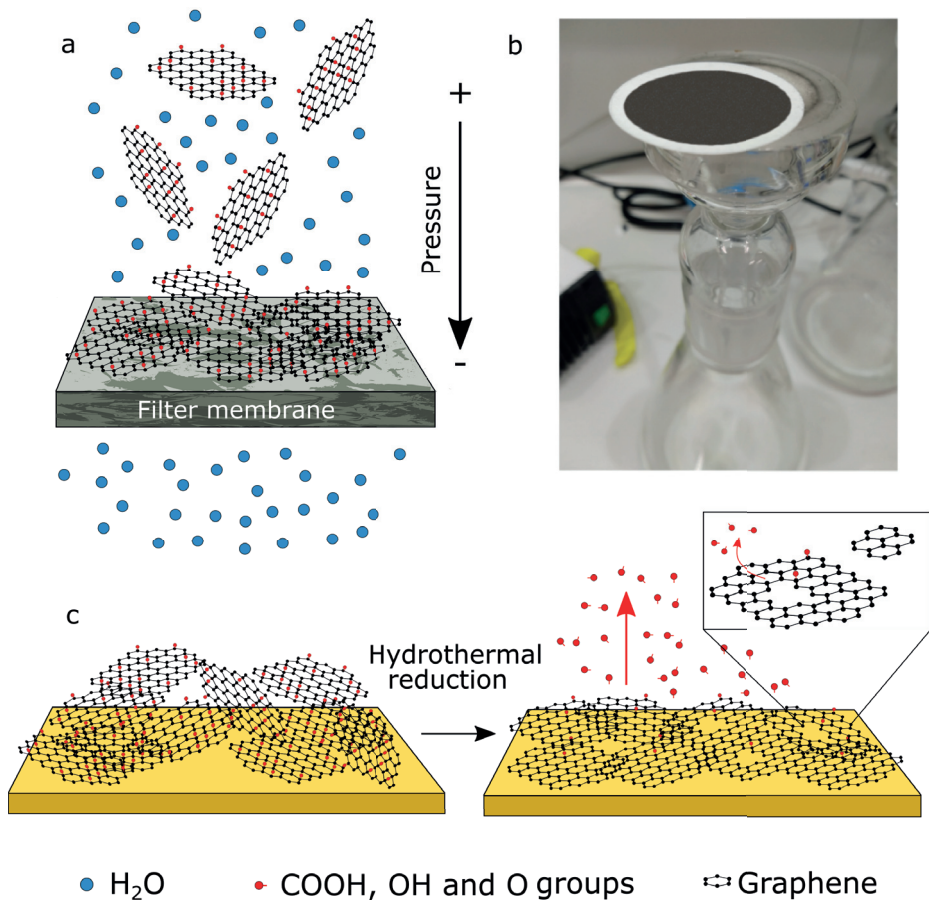 a
b
+
Pressure
-
Filter membrane
c
Hydrothermal
reduction
H₂O
COOH, OH and O groups
Graphene